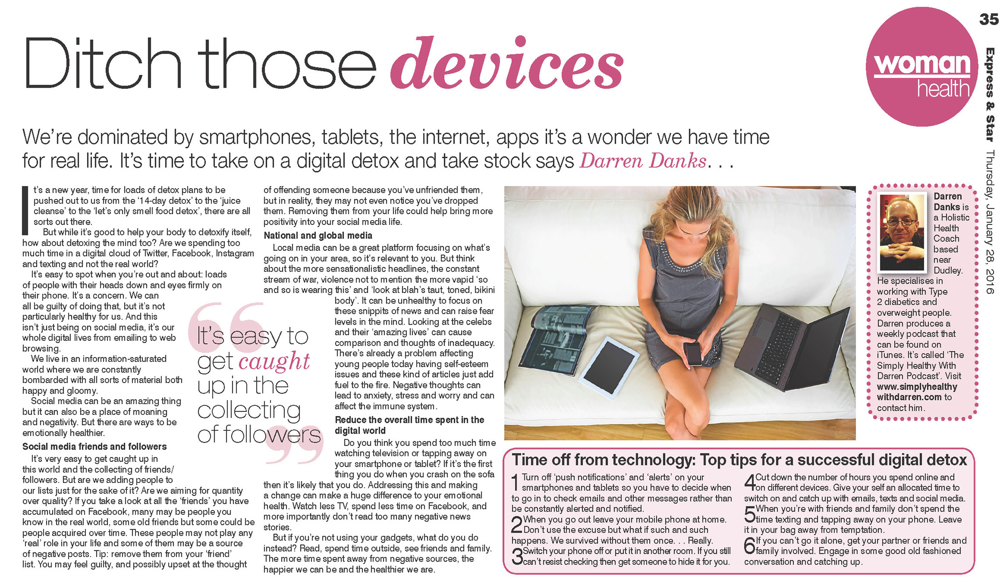 Ditch those devices
woman
health
35
Express & Star Thursday, January 28, 2016
We're dominated by smartphones, tablets, the internet, apps it's a wonder we have time
for real life. It's time to take on a digital detox and take stock says Darren Danks. . .
It's a new year, time for loads of detox plans to be
pushed out to us from the '14-day detox' to the 'juice
cleanse' to the 'let's only smell food detox', there are all
sorts out there.
But while it's good to help your body to detoxify itself,
how about detoxing the mind too? Are we spending too
much time in a digital cloud of Twitter, Facebook, Instagram
and texting and not the real world?
It's easy to spot when you're out and about: loads
of people with their heads down and eyes firmly on
their phone. It's a concern. We can
all be guilty of doing that, but it's not
particularly healthy for us. And this
isn't just being on social media, it's our
whole digital lives from emailing to web
browsing.
We live in an information-saturated
world where we are constantly
bombarded with all sorts of material both
happy and gloomy.
Social media can be an amazing thing
but it can also be a place of moaning
and negativity. But there are ways to be
emotionally healthier.
Social media friends and followers
It's very easy to get caught up in
this world and the collecting of friends/
followers. But are we adding people to
our lists just for the sake of it? Are we aiming for quantity
over quality? If you take a look at all the 'friends' you have
accumulated on Facebook, many may be people you
know in the real world, some old friends but some could be
people acquired over time. These people may not play any
'real' role in your life and some of them may be a source
of negative posts. Tip: remove them from your 'friend'
list. You may feel guilty, and possibly upset at the thought
“It's easy to
get caught
up in the
collecting
of followers”
of offending someone because you've unfriended them,
but in reality, they may not even notice you've dropped
them. Removing them from your life could help bring more
positivity into your social media life.
National and global media
Local media can be a great platform focusing on what's
going on in your area, so it's relevant to you. But think
about the more sensationalistic headlines, the constant
stream of war, violence not to mention the more vapid 'so
and so is wearing this' and 'look at blah's taut, toned, bikini
body'. It can be unhealthy to focus on
these snippits of news and can raise fear
levels in the mind. Looking at the celebs
and their 'amazing lives' can cause
comparison and thoughts of inadequacy.
There's already a problem affecting
young people today having self-esteem
issues and these kind of articles just add
fuel to the fire. Negative thoughts can
lead to anxiety, stress and worry and can
affect the immune system.
Reduce the overall time spent in the
digital world
Do you think you spend too much time
watching television or tapping away on
your smartphone or tablet? If it's the first
thing you do when you crash on the sofa
then it's likely that you do. Addressing this and making
a change can make a huge difference to your emotional
health. Watch less TV, spend less time on Facebook, and
more importantly don't read too many negative news
stories.
But if you're not using your gadgets, what do you do
instead? Read, spend time outside, see friends and family.
The more time spent away from negative sources, the
happier we can be and the healthier we are.
Darren
Danks is
a Holistic
Health
Coach
based
near
Dudley.
He specialises in
working with Type
2 diabetics and
overweight people.
Darren produces a
weekly podcast that
can be found on
iTunes. It's called 'The
Simply Healthy With
Darren Podcast'. Visit
www.simplyhealthy
withdarren.com to
contact him.
Time off from technology: Top tips for a successful digital detox
1 Turn off 'push notifications' and 'alerts' on your
smartphones and tablets so you have to decide when
to go in to check emails and other messages rather than
be constantly alerted and notified.
2 When you go out leave your mobile phone at home.
Don't use the excuse but what if such and such
happens. We survived without them once. . . Really.
3 Switch your phone off or put it in another room. If you still
can't resist checking then get someone to hide it for you.
4 Cut down the number of hours you spend online and
on different devices. Give your self an allocated time to
switch on and catch up with emails, texts and social media.
5 When you're with friends and family don't spend the
time texting and tapping away on your phone. Leave
it in your bag away from temptation.
6 If you can't go it alone, get your partner or friends and
family involved. Engage in some good old fashioned
conversation and catching up.